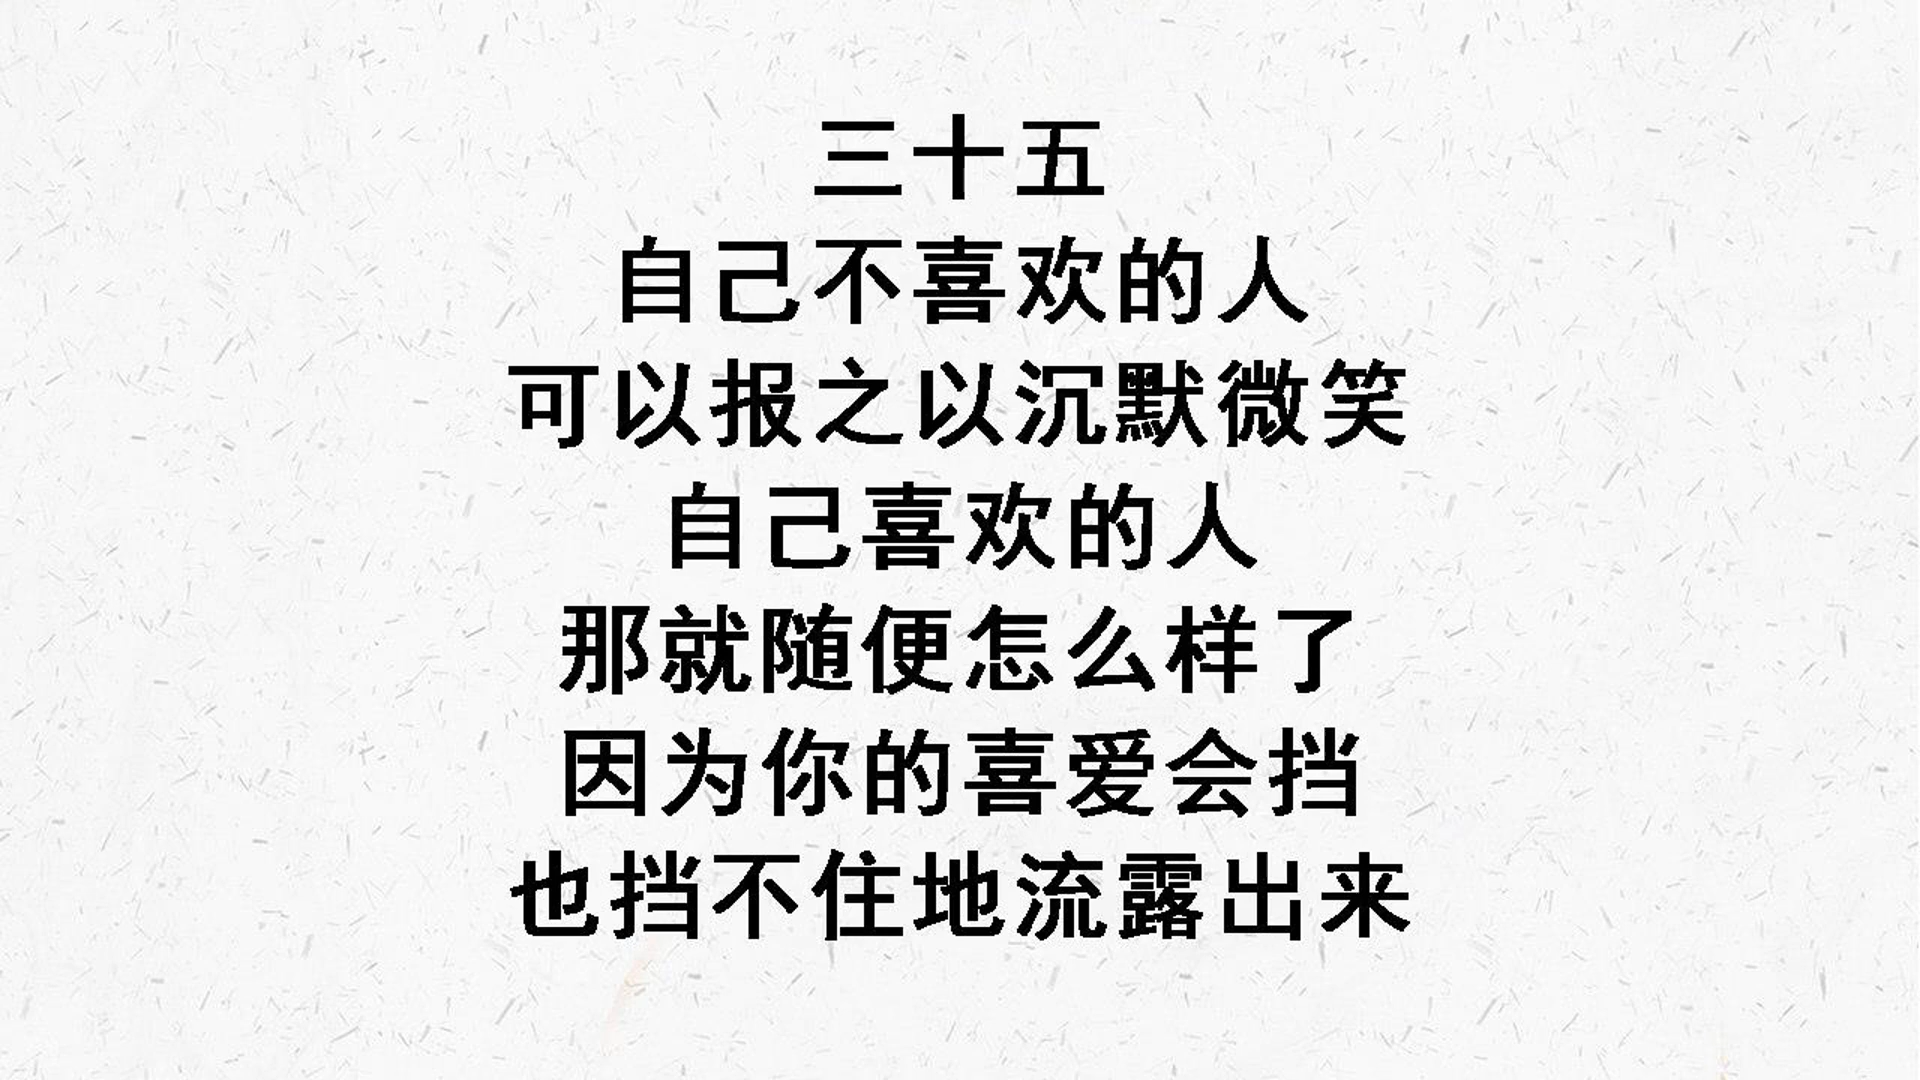 三十五
自己不喜欢的人
可以报之以沉默微笑
自己喜欢的人
那就随便怎么样了
因为你的喜爱会挡
也挡不住地流露出来